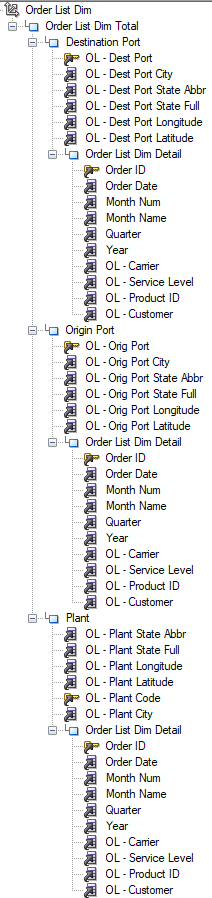 Order List Dim
Order List Dim Total
Destination Port
OL - Dest Port
OL - Dest Port City
OL - Dest Port State Abbr
OL - Dest Port State Full
OL - Dest Port Longitude
OL - Dest Port Latitude
Order List Dim Detail
Order ID
Order Date
Month Num
Month Name
Quarter
Year
OL - Carrier
OL - Service Level
OL - Product ID
OL - Customer
Origin Port
OL - Orig Port
OL - Orig Port City
OL - Orig Port State Abbr
OL - Orig Port State Full
OL - Orig Port Longitude
OL - Orig Port Latitude
Order List Dim Detail
Order ID
Order Date
Month Num
Month Name
Quarter
Year
OL - Carrier
OL - Service Level
OL - Product ID
OL - Customer
Plant
OL - Plant State Abbr
OL - Plant State Full
OL - Plant Longitude
OL - Plant Latitude
OL - Plant Code
OL - Plant City
Order List Dim Detail
Order ID
Order Date
Month Num
Month Name
Quarter
Year
OL - Carrier
OL - Service Level
OL - Product ID
OL - Customer